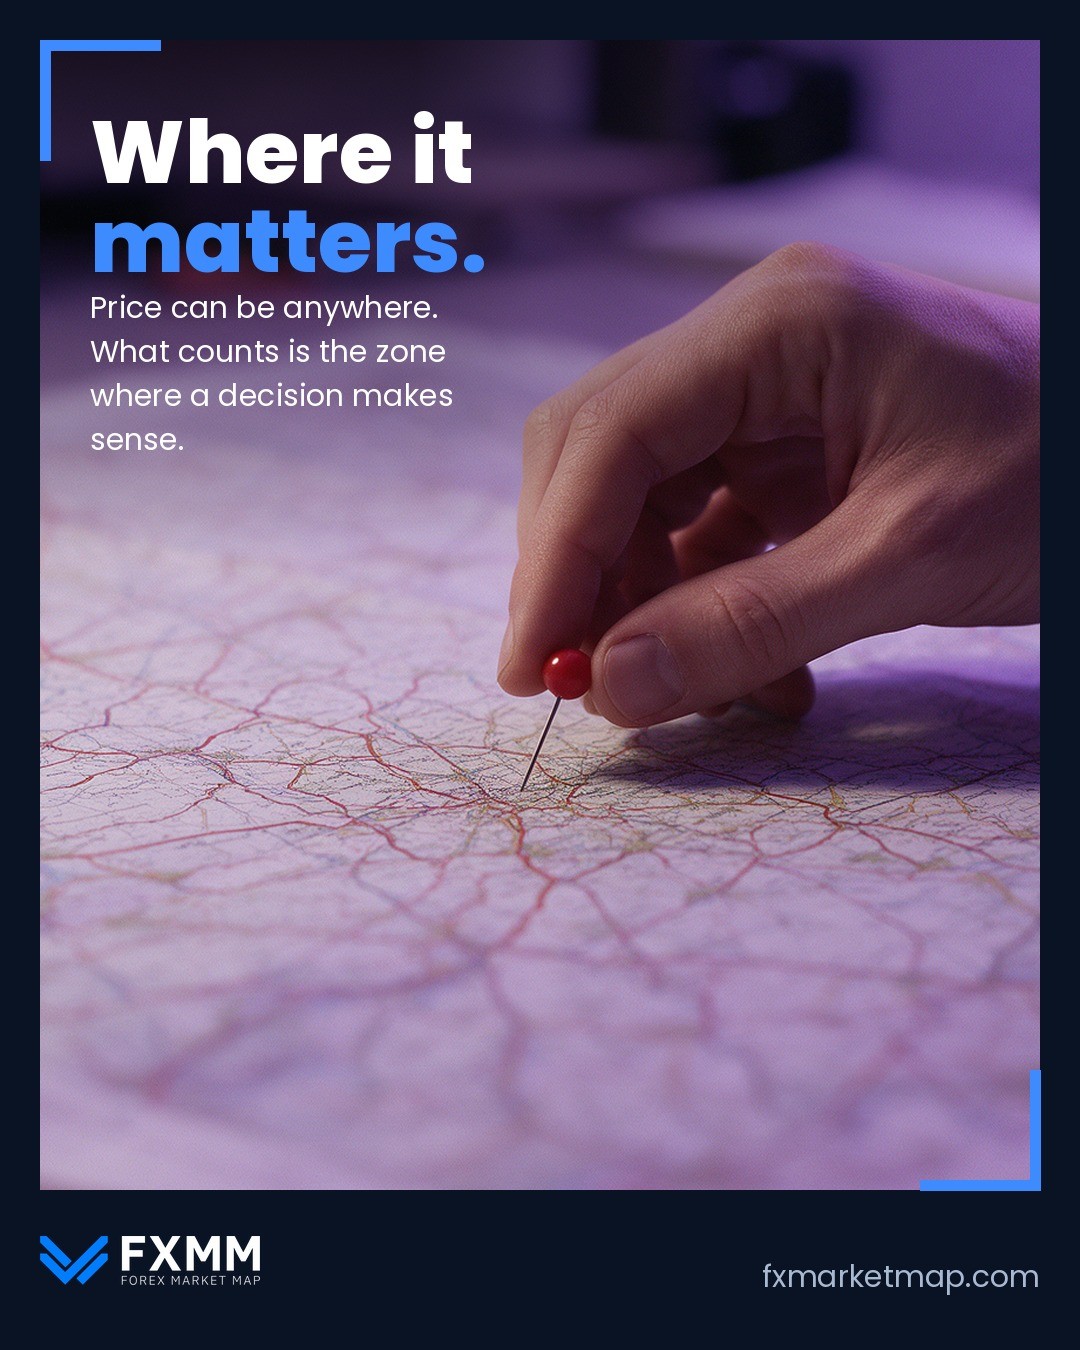 Where it
matters.
Price can be anywhere.
What counts is the zone
where a decision makes
sense.
FXMM
FOREX MARKET MAP
fxmarketmap.com